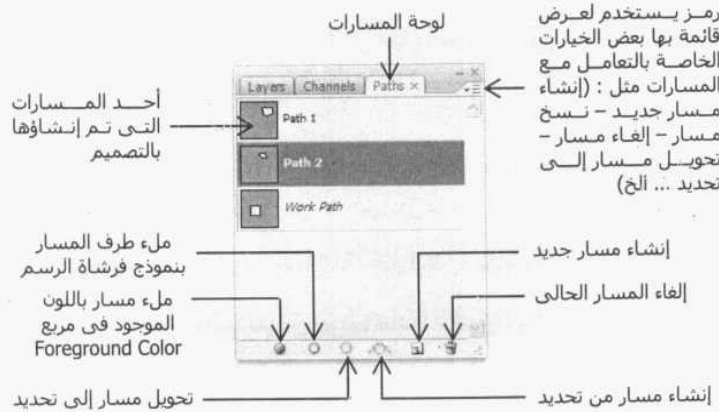 لوحة المسارات
رمز يستخدم لعرض
قائمة بها بعض الخيارات
الخاصة بالتعامل مع
المسارات مثل : (إنشاء
مسار جديد – نسخ
مسار – إلغاء مسار –
تحويل مسار إلى
تحديد ... ألخ)
أحد المسارات
التى تم إنشاؤها
بالتصميم
Layers Channels Paths ×
Path 1
Path 2
Work Path
ملء طرف المسار
بنموذج فرشاة الرسم
ملء مسار باللون
الموجود فى مربع
Foreground Color
تحويل مسار إلى تحديد
إنشاء مسار جديد
إلغاء المسار الحالى
إنشاء مسار من تحديد